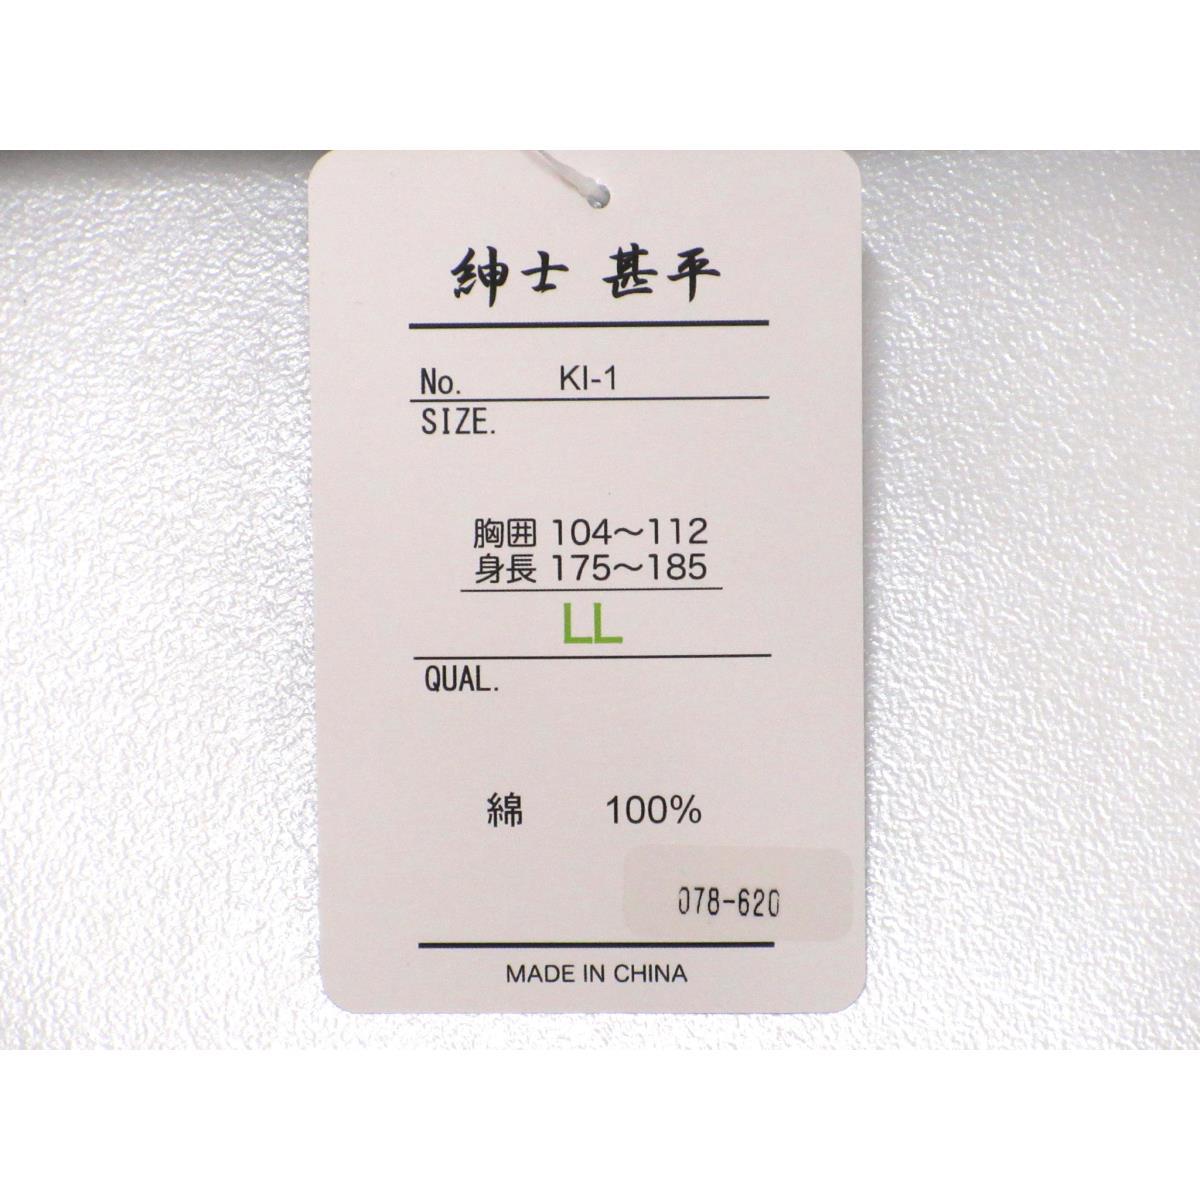 紳士 甚平
No. KI-1
SIZE.
胸囲 104～112
身長 175～185
LL
QUAL.
綿 100%
078-620
MADE IN CHINA